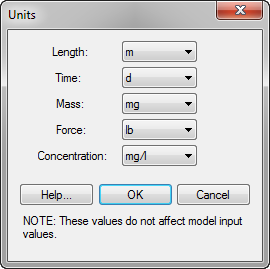 Units
Length: m
Time: d
Mass: mg
Force: lb
Concentration: mg/l
Help... OK Cancel
NOTE: These values do not affect model input
values.